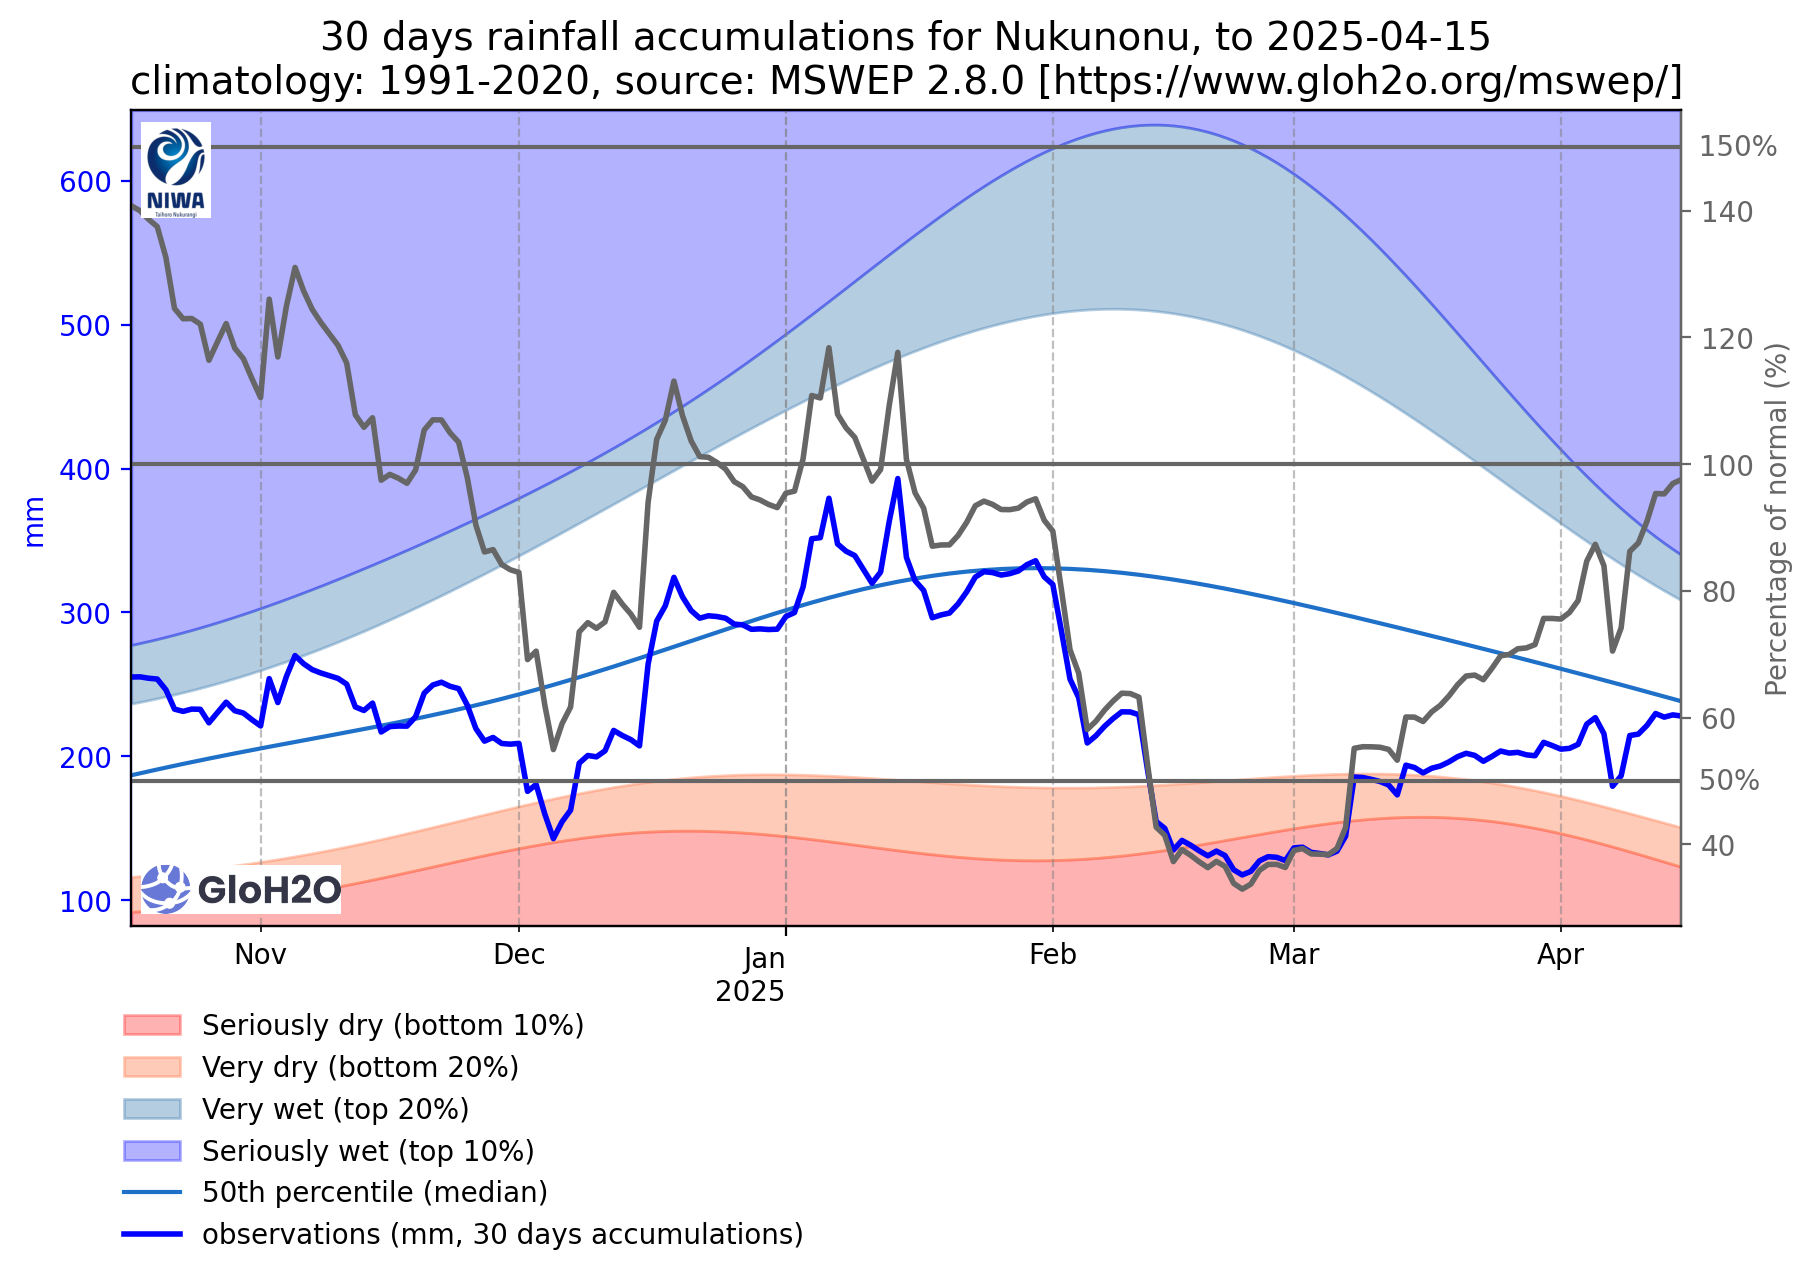 30 days rainfall accumulations for Nukunonu, to 2025-04-15
climatology: 1991-2020, source: MSWEP 2.8.0 [https://www.gloh2o.org/mswep/]
NIWA
Taihoro Nukurangi
600
500
400
300
200
100
mm
150%
140
120
100
80
60
50%
40
Percentage of normal (%)
GloH2O
Nov
Dec
Jan
2025
Feb
Mar
Apr
Seriously dry (bottom 10%)
Very dry (bottom 20%)
Very wet (top 20%)
Seriously wet (top 10%)
50th percentile (median)
observations (mm, 30 days accumulations)